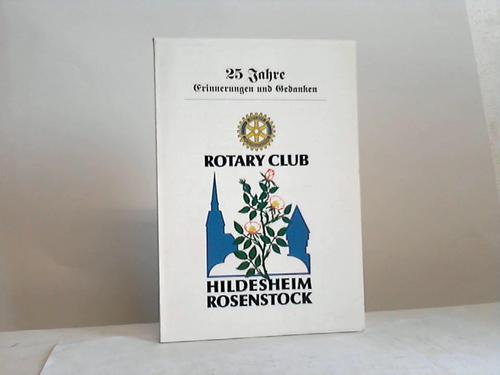 25 Jahre
Erinnerungen und Gedanken
ROTARY CLUB
HILDESHEIM
ROSENSTOCK